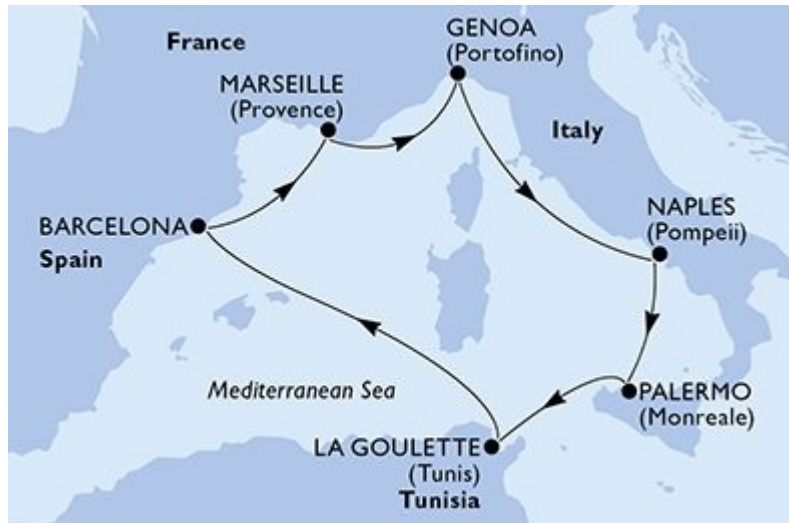 France
GENOA
(Portofino)
MARSEILLE
(Provence)
Italy
NAPLES
(Pompeii)
BARCELONA
Spain
Mediterranean Sea
PALERMO
(Monreale)
LA GOULETTE
(Tunis)
Tunisia